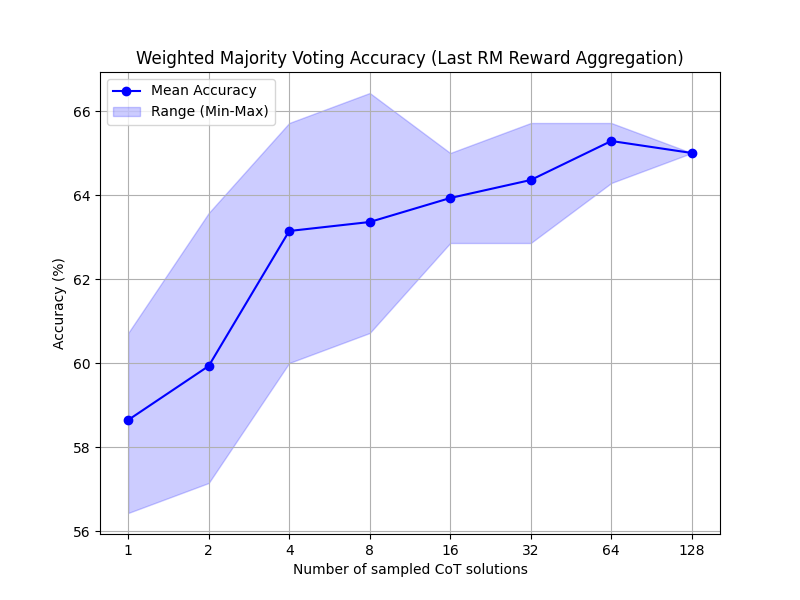 Weighted Majority Voting Accuracy (Last RM Reward Aggregation)
Mean Accuracy
Range (Min-Max)
Accuracy (%)
66
64
62
60
58
56
1 2 4 8 16 32 64 128
Number of sampled CoT solutions